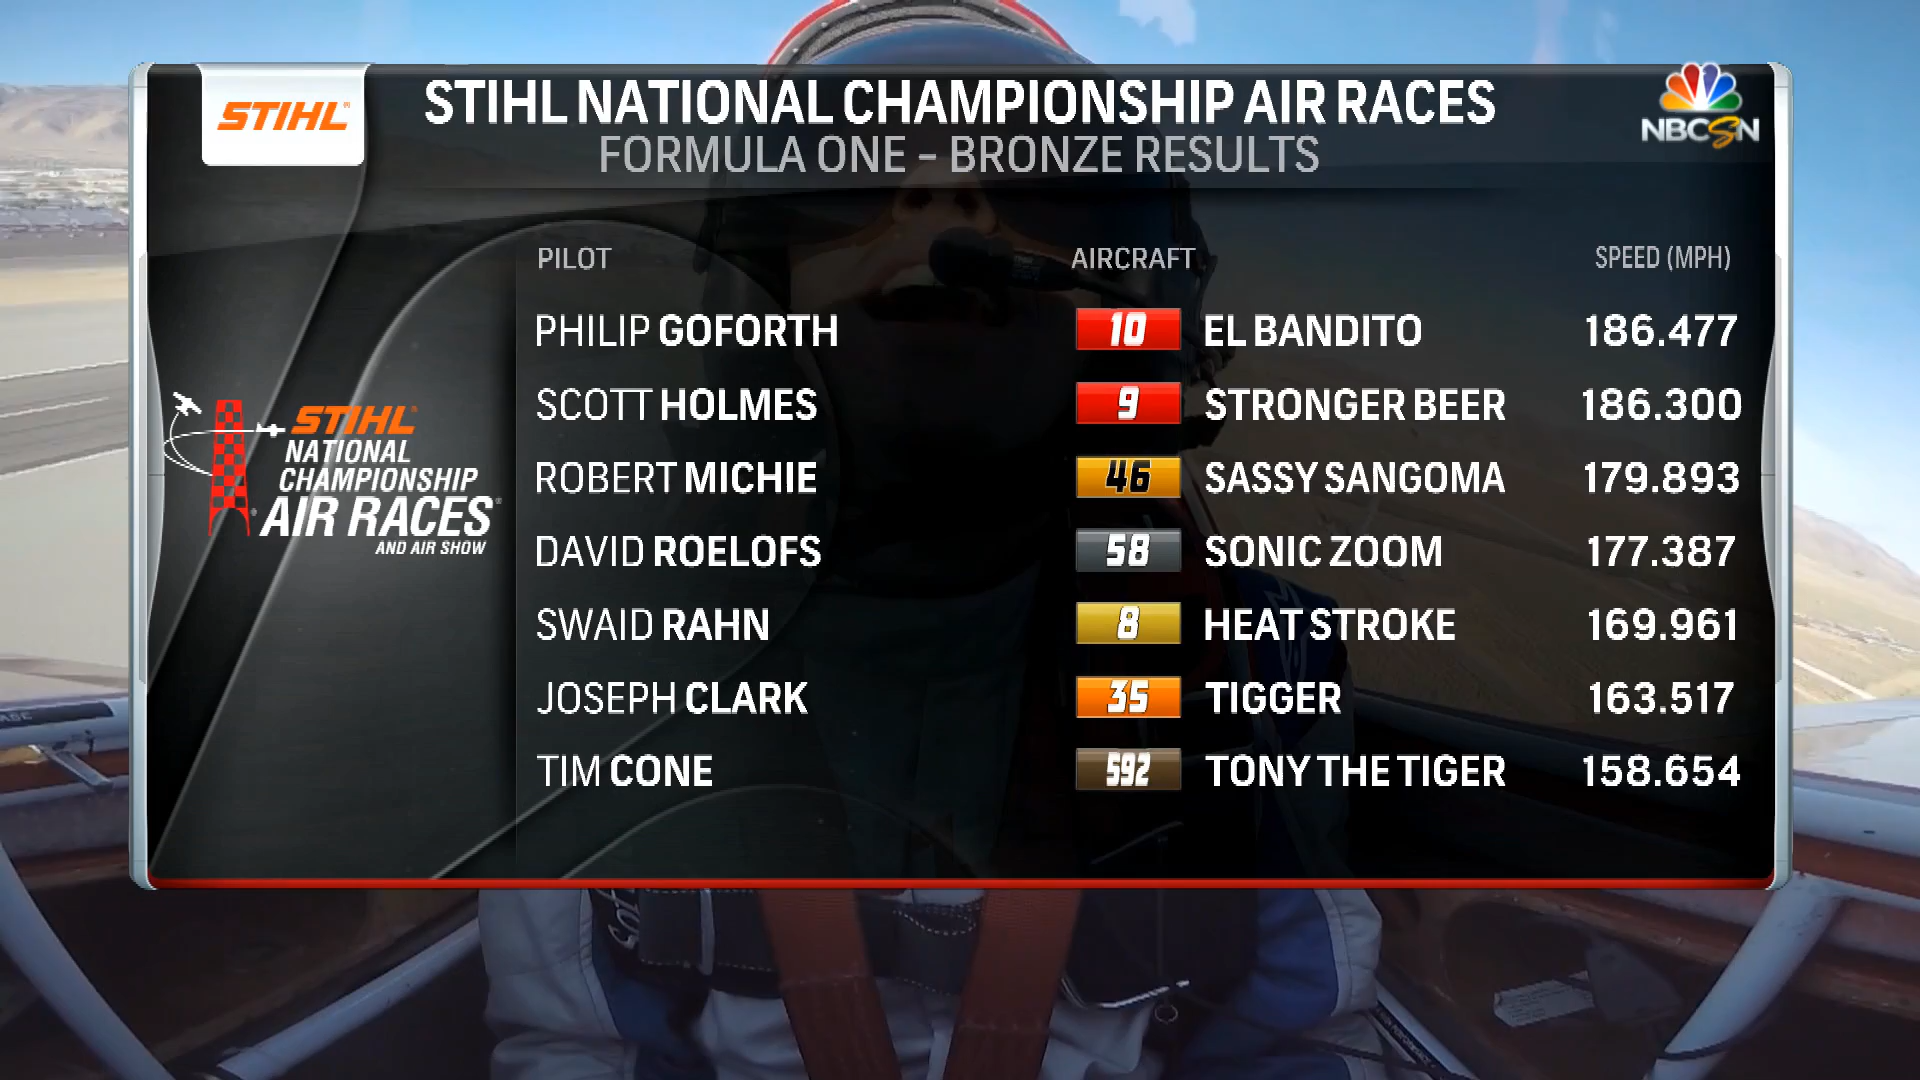 STIHL
STIHL NATIONAL CHAMPIONSHIP AIR RACES
FORMULA ONE - BRONZE RESULTS
NBCSN
PILOT AIRCRAFT SPEED (MPH)
PHILIP GOFORTH 10 EL BANDITO 186.477
SCOTT HOLMES 9 STRONGER BEER 186.300
ROBERT MICHIE 46 SASSY SANGOMA 179.893
DAVID ROELOFS 58 SONIC ZOOM 177.387
SWAID RAHN 8 HEAT STROKE 169.961
JOSEPH CLARK 35 TIGGER 163.517
TIM CONE 592 TONY THE TIGER 158.654
STIHL
NATIONAL
CHAMPIONSHIP
AIR RACES
AND AIR SHOW